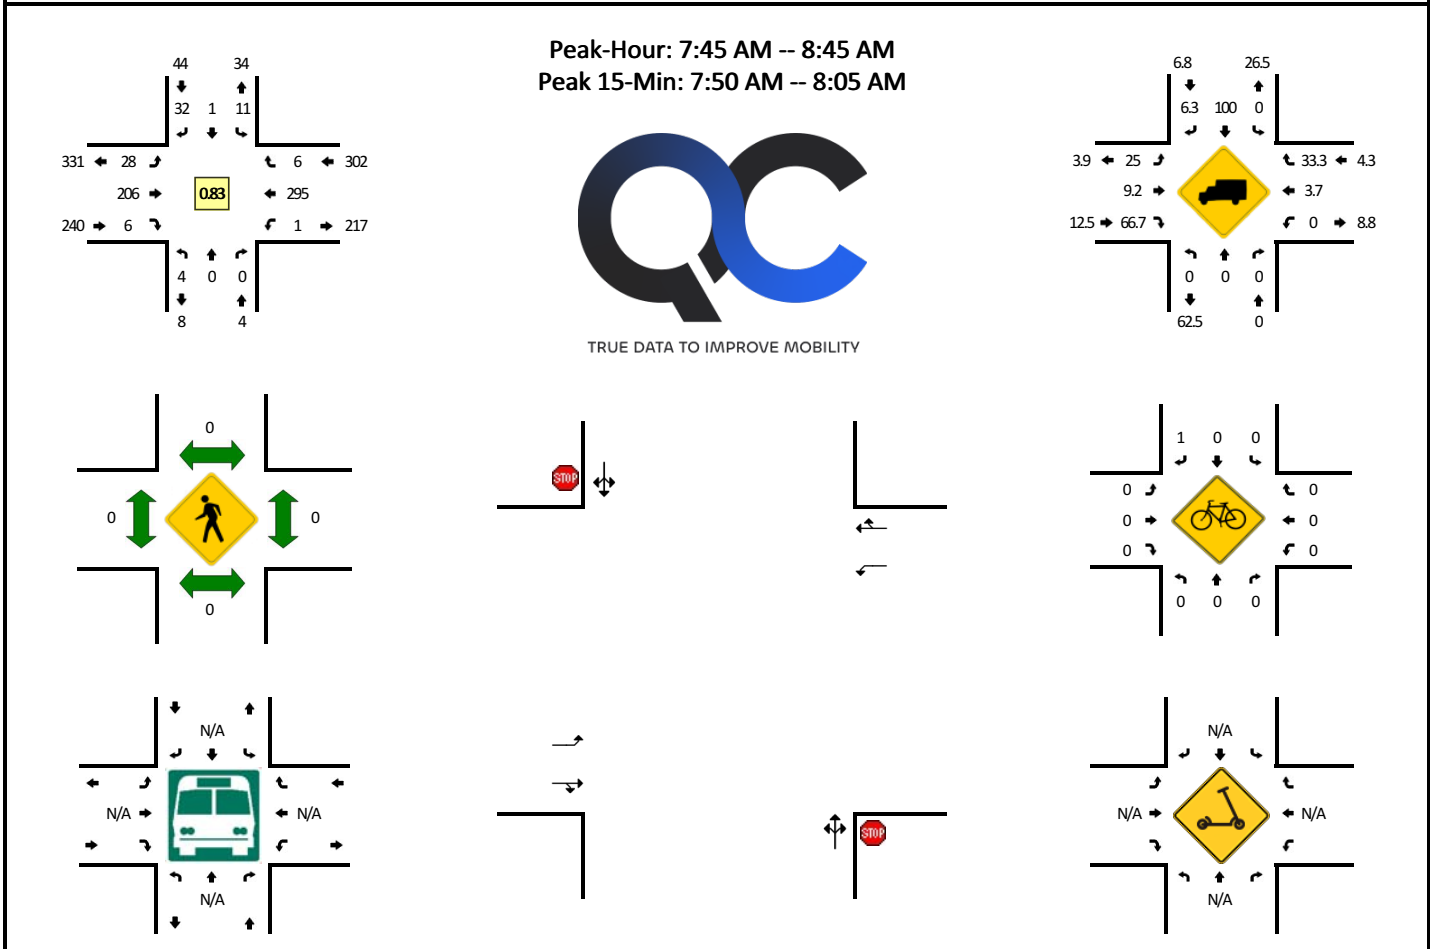 Peak-Hour: 7:45 AM -- 8:45 AM
Peak 15-Min: 7:50 AM -- 8:05 AM
44 34
32 1 11
331 28 6 302
206 0.83 295
240 6 1 217
4 0 0
8 4
QC
TRUE DATA TO IMPROVE MOBILITY
6.8 26.5
6.3 100 0
3.9 25 33.3 4.3
9.2 3.7
12.5 66.7 0 8.8
0 0 0
62.5 0
0
0 0
0
STOP
STOP
1 0 0
0 0
0 0
0 0
0 0 0
N/A
N/A N/A
N/A
N/A
N/A N/A
N/A